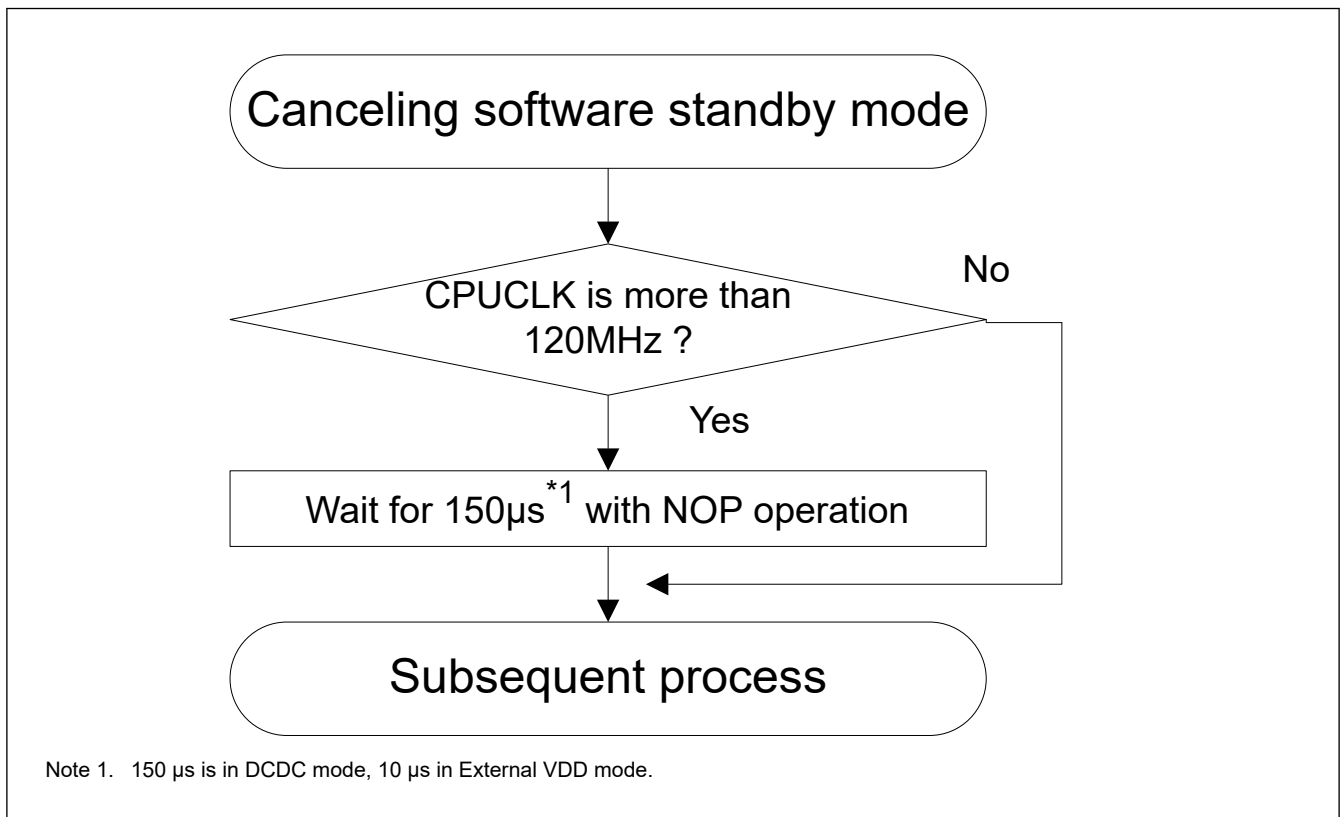 Canceling software standby mode
No
CPUCLK is more than
120MHz ?
Yes
Wait for 150µs*1 with NOP operation
Subsequent process
Note 1. 150 µs is in DCDC mode, 10 µs in External VDD mode.